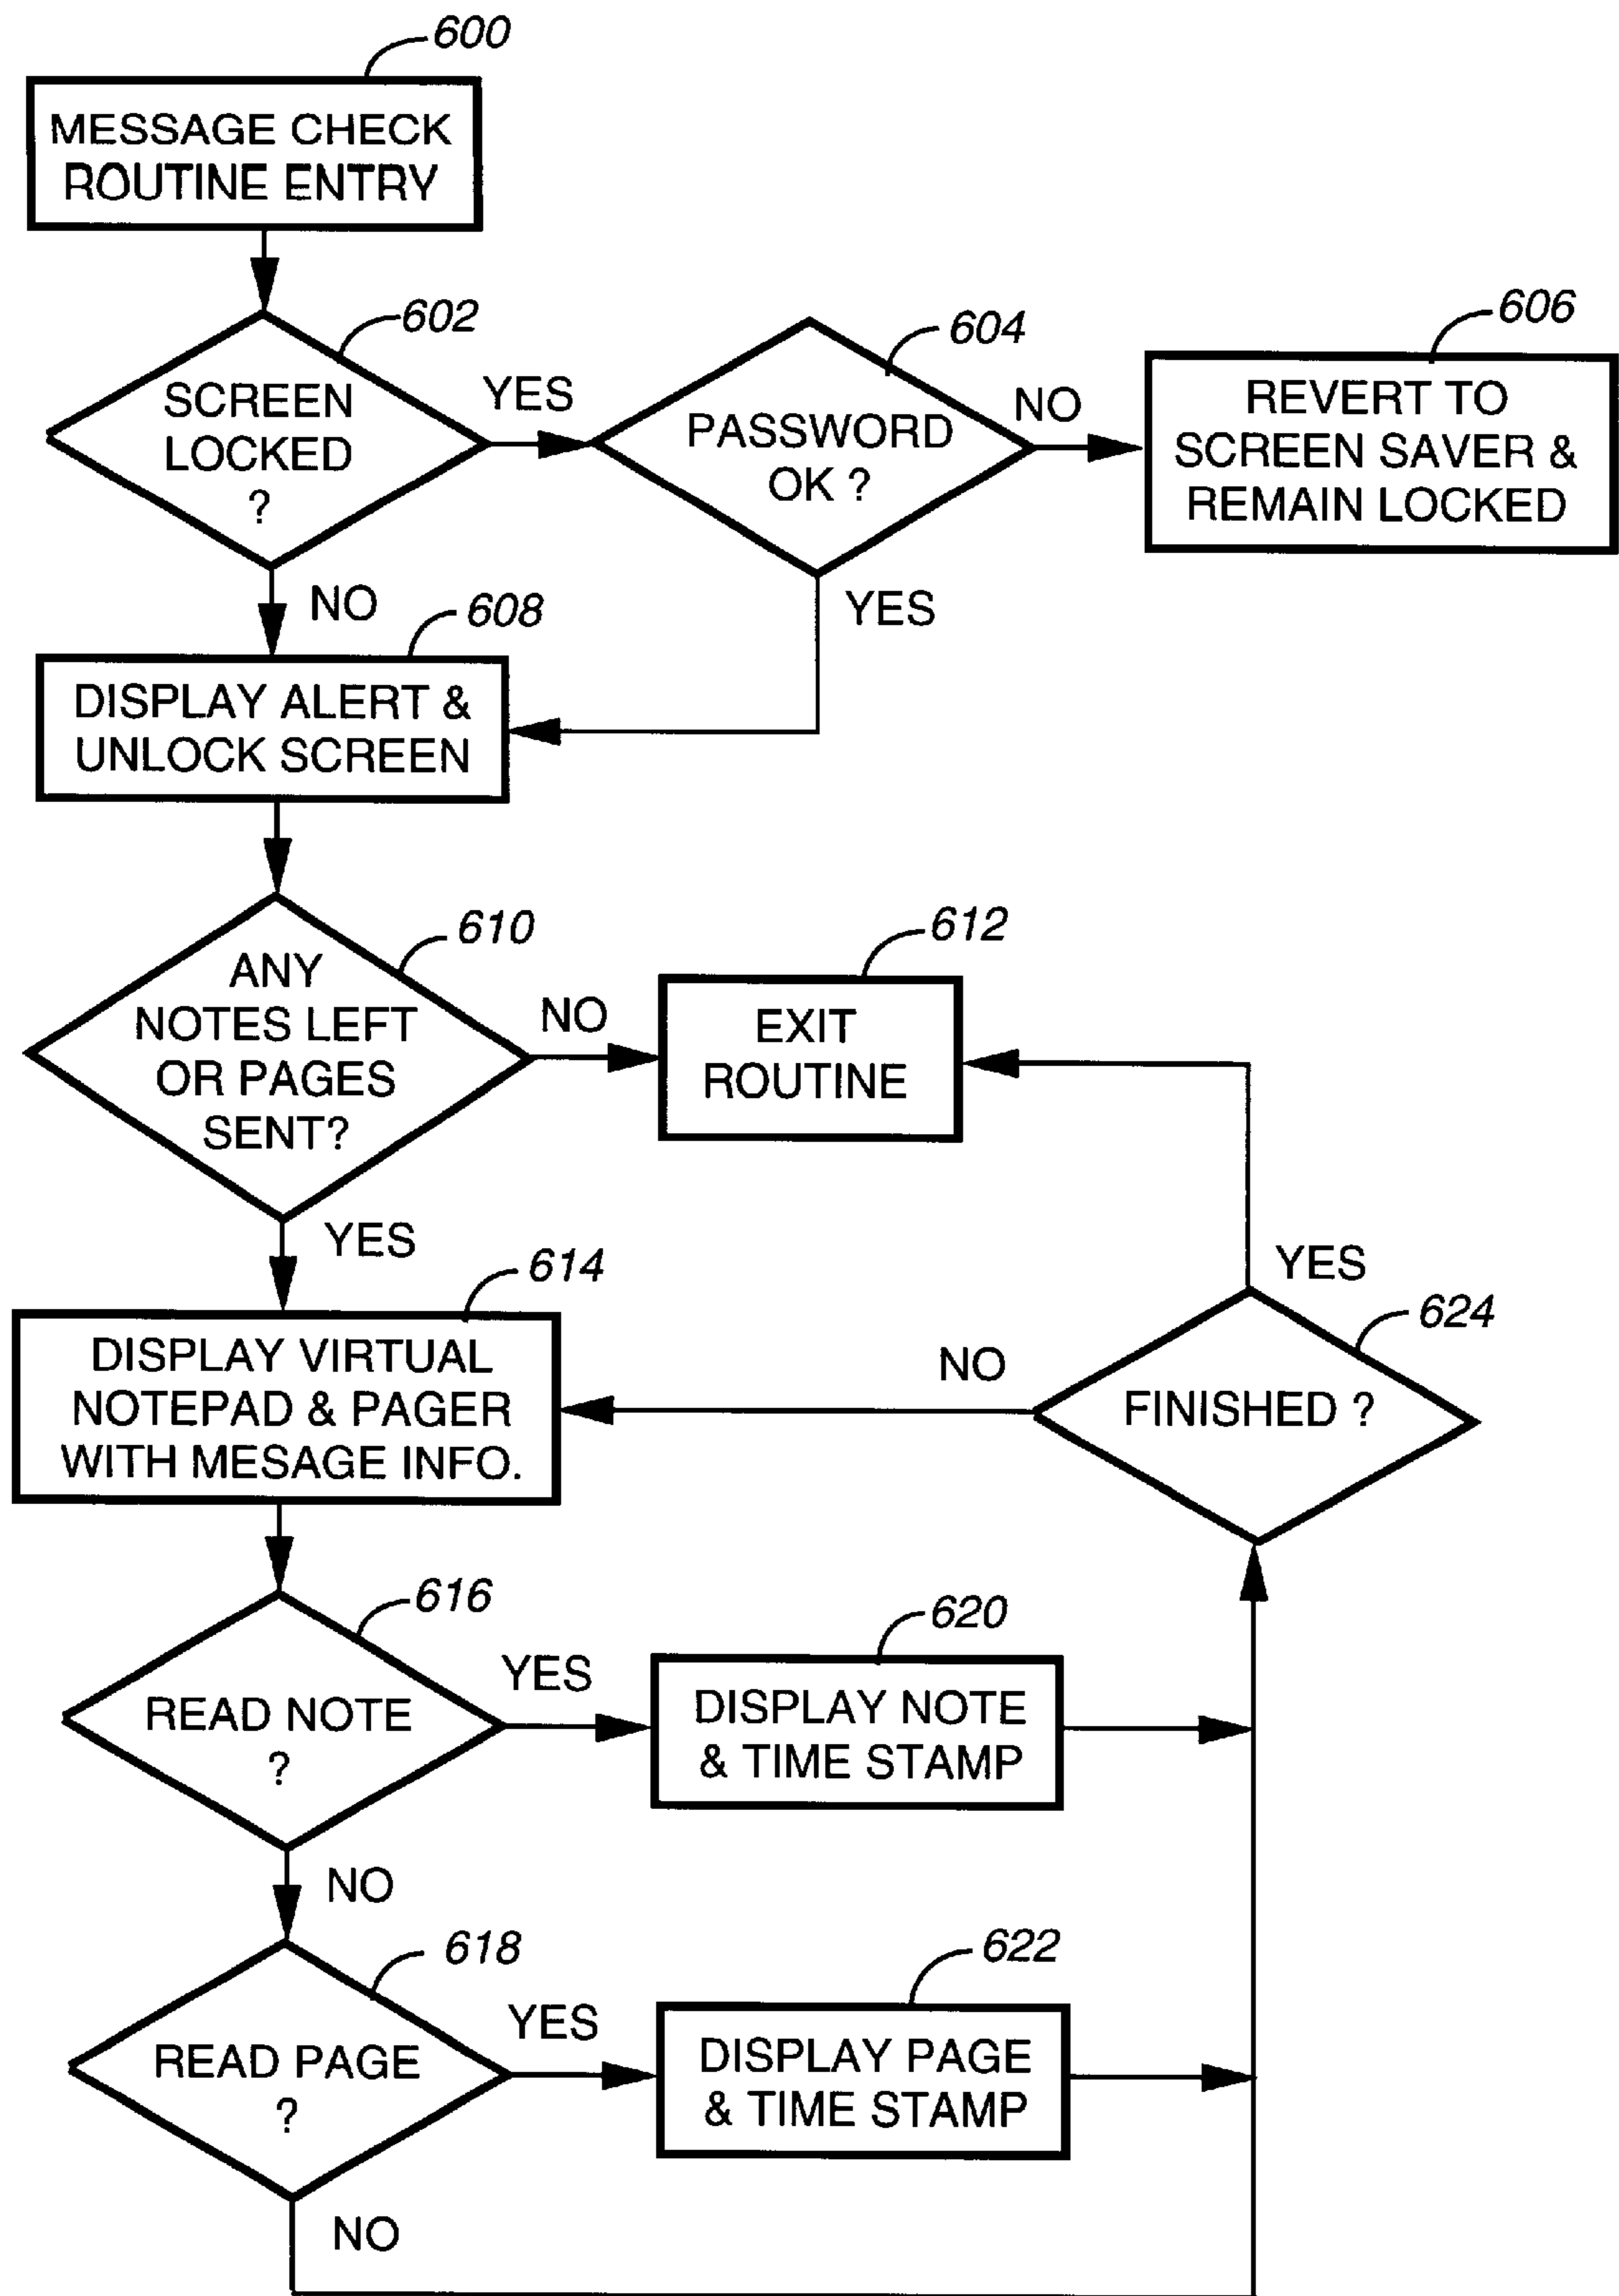 600
MESSAGE CHECK
ROUTINE ENTRY
602
SCREEN
LOCKED
?
YES
604
PASSWORD
OK ?
NO
606
REVERT TO
SCREEN SAVER &
REMAIN LOCKED
NO
YES
608
DISPLAY ALERT &
UNLOCK SCREEN
610
ANY
NOTES LEFT
OR PAGES
SENT?
NO
612
EXIT
ROUTINE
YES
614
DISPLAY VIRTUAL
NOTEPAD & PAGER
WITH MESAGE INFO.
YES
624
FINISHED ?
NO
616
READ NOTE
?
YES
620
DISPLAY NOTE
& TIME STAMP
NO
618
READ PAGE
?
YES
622
DISPLAY PAGE
& TIME STAMP
NO